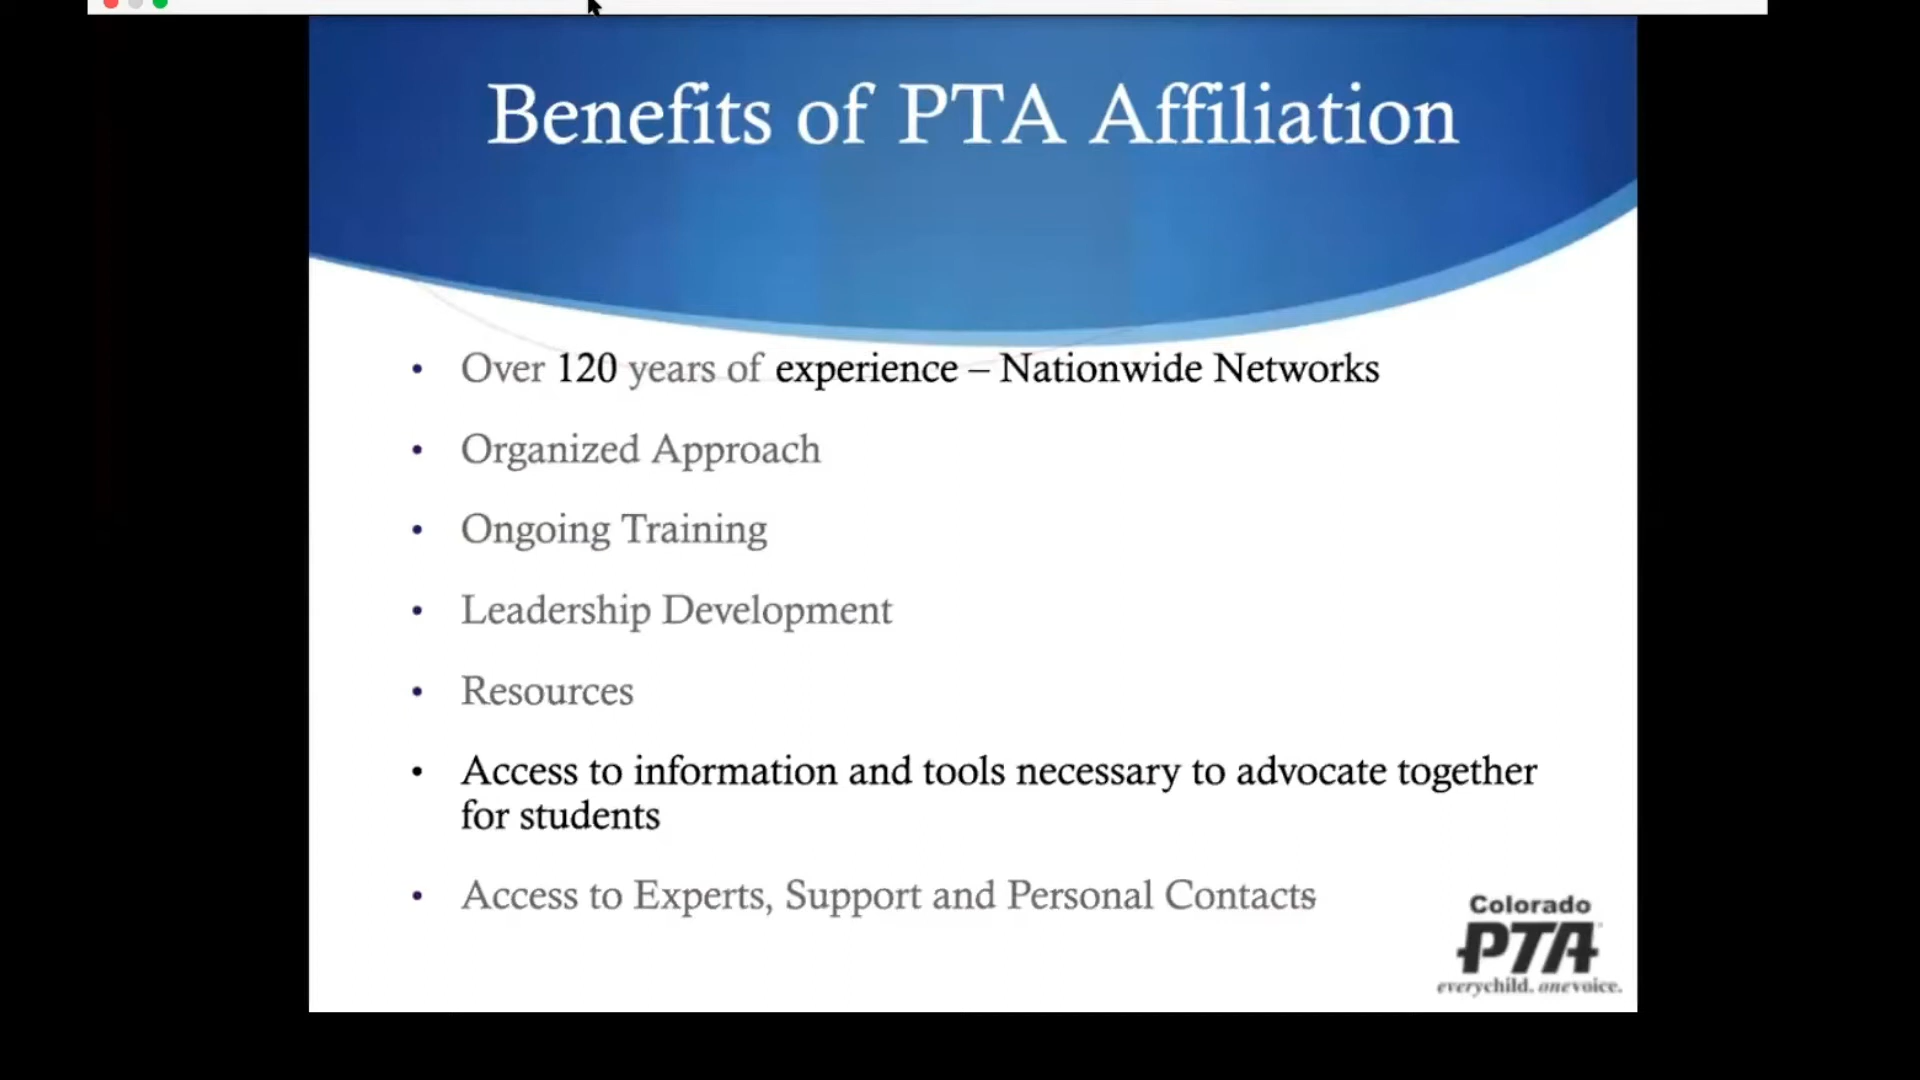 Benefits of PTA Affiliation
• Over 120 years of experience – Nationwide Networks
• Organized Approach
• Ongoing Training
• Leadership Development
• Resources
• Access to information and tools necessary to advocate together
for students
• Access to Experts, Support and Personal Contacts
Colorado
PTA
everychild. onevoice.